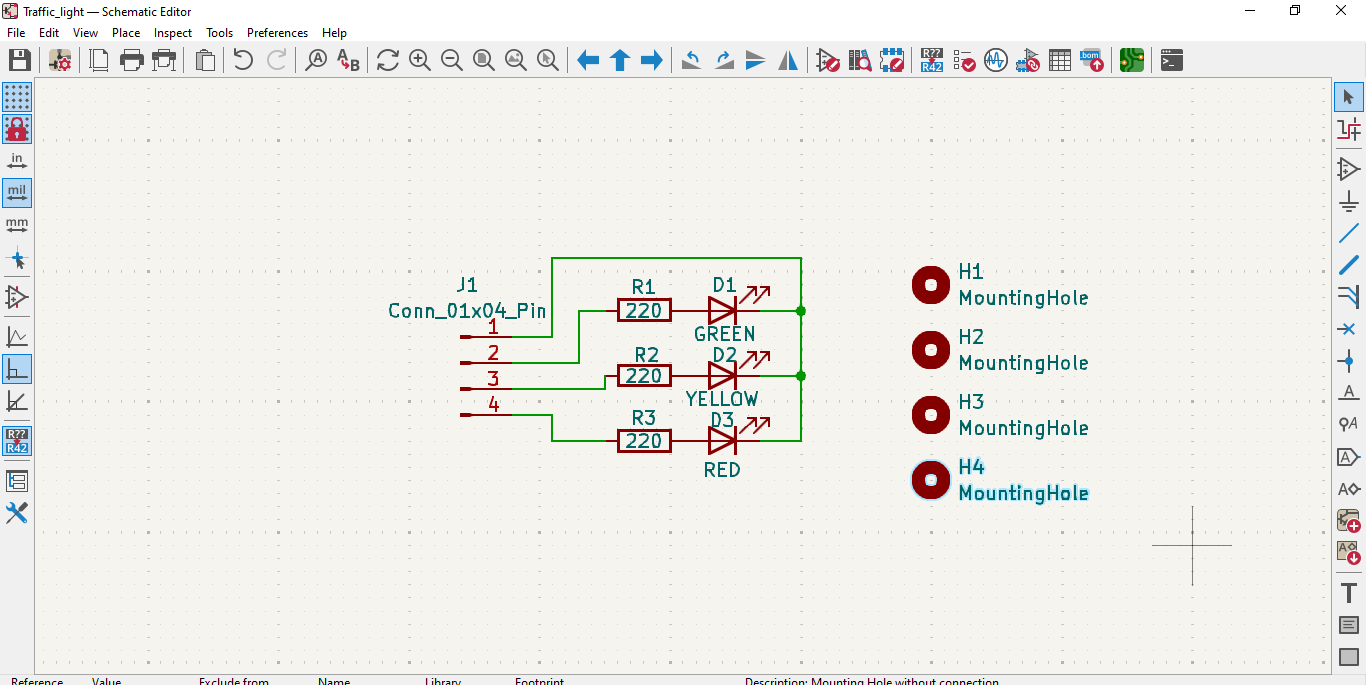 Traffic_light — Schematic Editor
File Edit View Place Inspect Tools Preferences Help
A
A B
R??
R42
bom
>_
in
mil
mm
R??
R42
J1
Conn_01x04_Pin
1
2
3
4
R1
220
D1
GREEN
R2
220
D2
YELLOW
R3
220
D3
RED
H1
MountingHole
H2
MountingHole
H3
MountingHole
H4
MountingHole
A
A
A
A
A
T
Reference Value Exclude from Name Library Footprint Description: Mounting Hole without connection